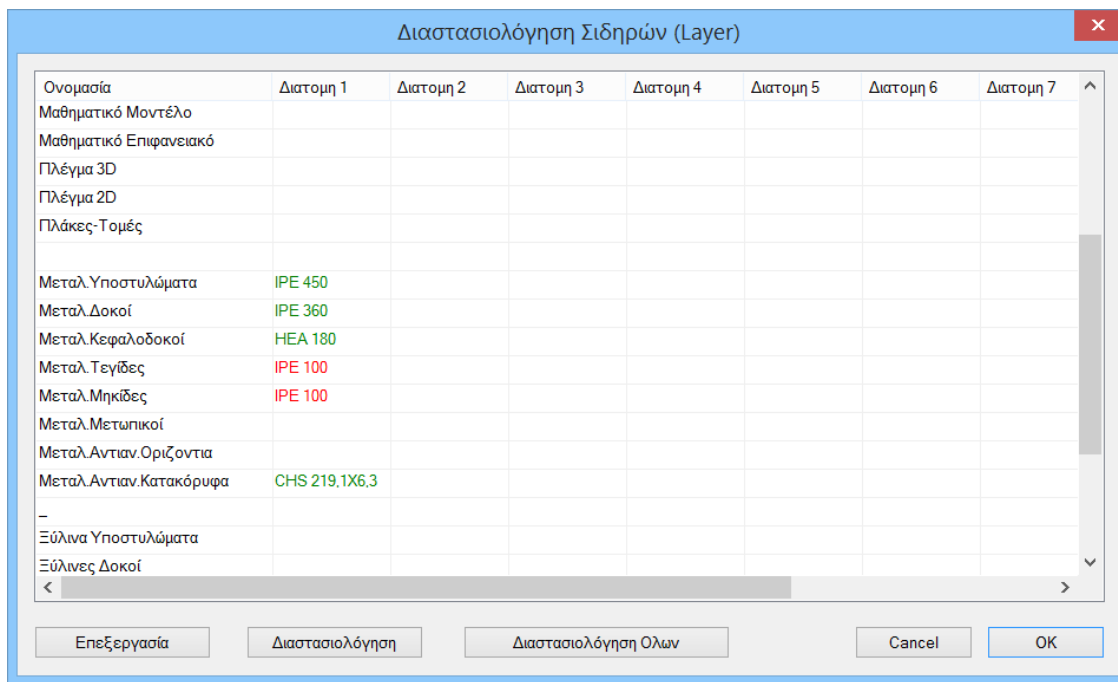 Διαστασιολόγηση Σιδηρών (Layer)
Ονομασία Διατομη 1 Διατομη 2 Διατομη 3 Διατομη 4 Διατομη 5 Διατομη 6 Διατομη 7
Μαθηματικό Μοντέλο
Μαθηματικό Επιφανειακό
Πλέγμα 3D
Πλέγμα 2D
Πλάκες-Τομές
Μεταλ.Υποστυλώματα IPE 450
Μεταλ.Δοκοί IPE 360
Μεταλ.Κεφαλοδοκοί HEA 180
Μεταλ.Τεγίδες IPE 100
Μεταλ.Μηκίδες IPE 100
Μεταλ.Μετωπικοί
Μεταλ.Αντιαν.Οριζοντια
Μεταλ.Αντιαν.Κατακόρυφα CHS 219,1X6,3
_
Ξύλινα Υποστυλώματα
Ξύλινες Δοκοί
Επεξεργασία Διαστασιολόγηση Διαστασιολόγηση Ολων Cancel OK